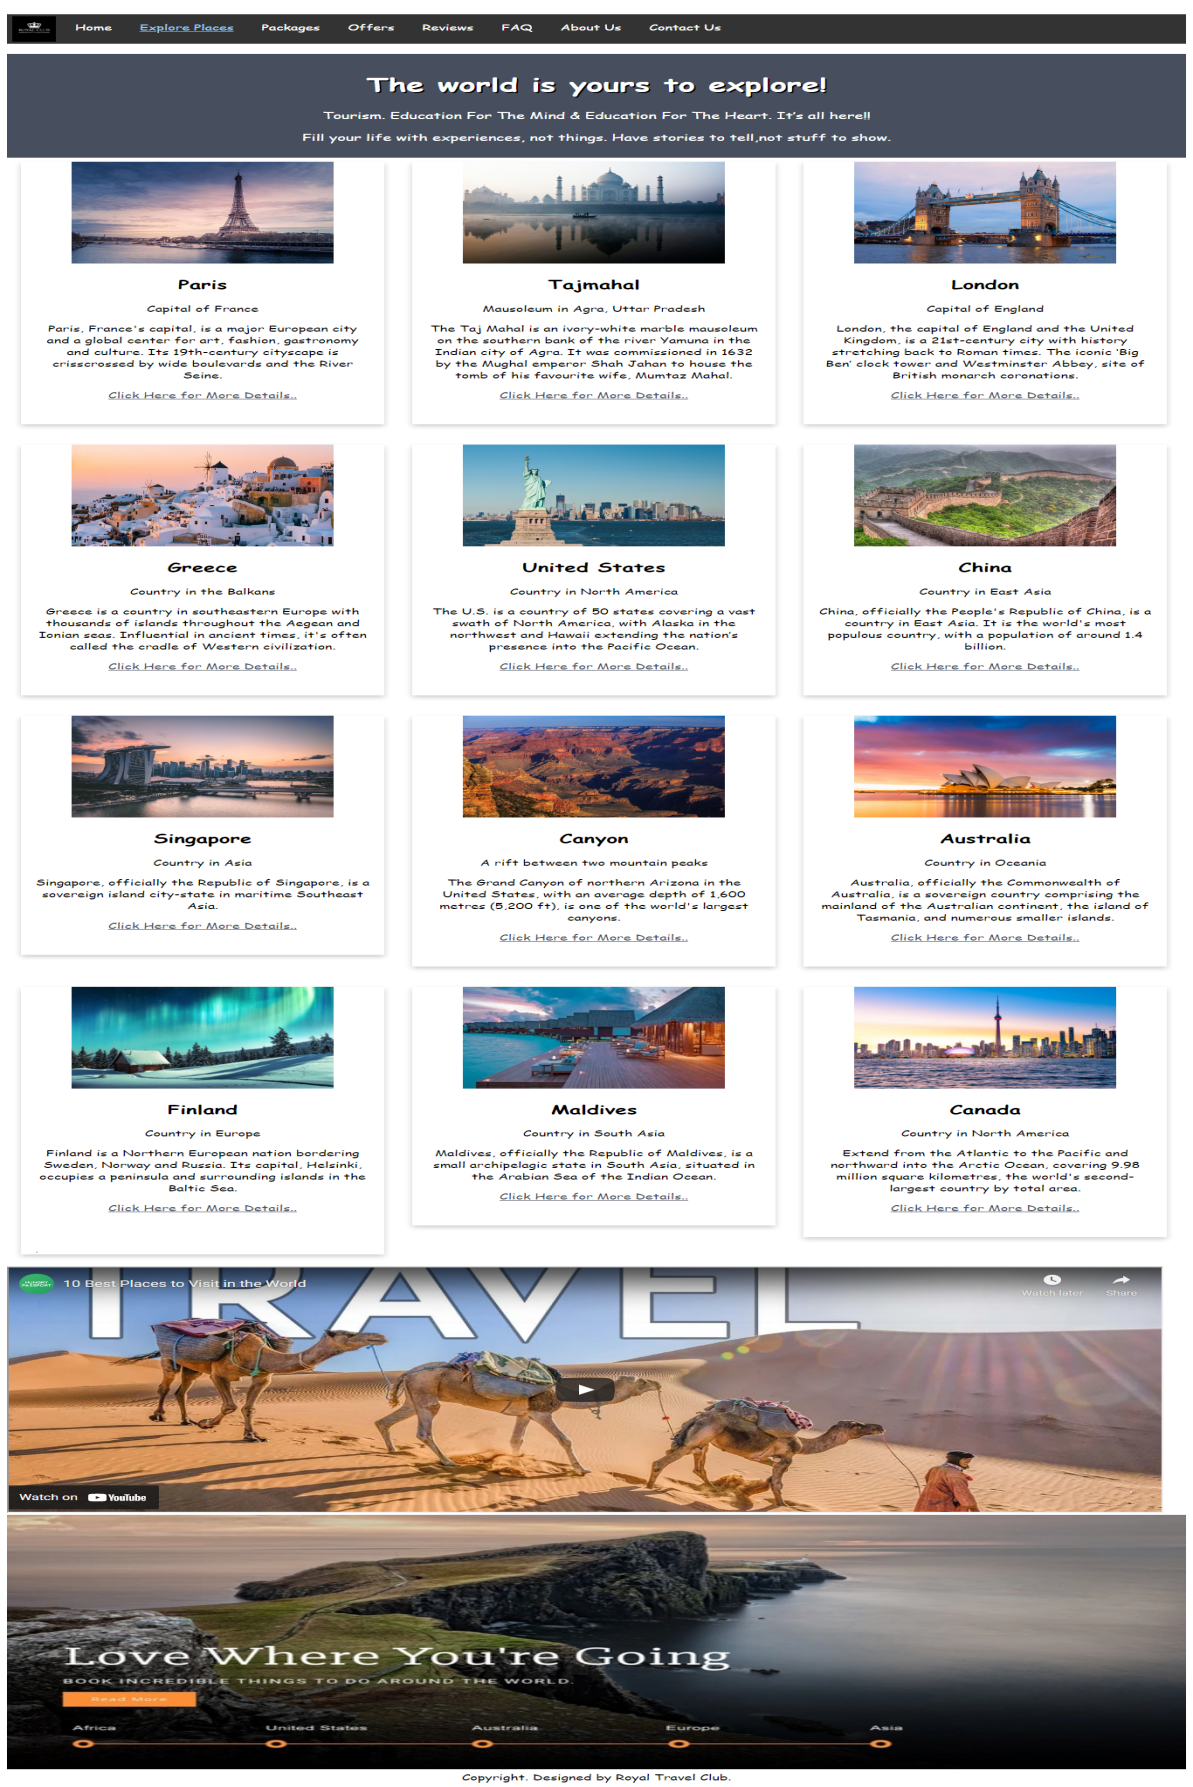 ROYAL CLUB
Home Explore Places Packages Offers Reviews FAQ About Us Contact Us
The world is yours to explore!
Tourism. Education For The Mind & Education For The Heart. It's all here!!
Fill your life with experiences, not things. Have stories to tell,not stuff to show.
Paris
Capital of France
Paris, France's capital, is a major European city
and a global center for art, fashion, gastronomy
and culture. Its 19th-century cityscape is
crisscrossed by wide boulevards and the River
Seine.
Click Here for More Details..
Tajmahal
Mausoleum in Agra, Uttar Pradesh
The Taj Mahal is an ivory-white marble mausoleum
on the southern bank of the river Yamuna in the
Indian city of Agra. It was commissioned in 1632
by the Mughal emperor Shah Jahan to house the
tomb of his favourite wife, Mumtaz Mahal.
Click Here for More Details..
London
Capital of England
London, the capital of England and the United
Kingdom, is a 21st-century city with history
stretching back to Roman times. The iconic 'Big
Ben' clock tower and Westminster Abbey, site of
British monarch coronations.
Click Here for More Details..
Greece
Country in the Balkans
Greece is a country in southeastern Europe with
thousands of islands throughout the Aegean and
Ionian seas. Influential in ancient times, it's often
called the cradle of Western civilization.
Click Here for More Details..
United States
Country in North America
The U.S. is a country of 50 states covering a vast
swath of North America, with Alaska in the
northwest and Hawaii extending the nation's
presence into the Pacific Ocean.
Click Here for More Details..
China
Country in East Asia
China, officially the People's Republic of China, is a
country in East Asia. It is the world's most
populous country, with a population of around 1.4
billion.
Click Here for More Details..
Singapore
Country in Asia
Singapore, officially the Republic of Singapore, is a
sovereign island city-state in maritime Southeast
Asia.
Click Here for More Details..
Canyon
A rift between two mountain peaks
The Grand Canyon of northern Arizona in the
United States, with an average depth of 1,600
metres (5,200 ft), is one of the world's largest
canyons.
Click Here for More Details..
Australia
Country in Oceania
Australia, officially the Commonwealth of
Australia, is a sovereign country comprising the
mainland of the Australian continent, the island of
Tasmania, and numerous smaller islands.
Click Here for More Details..
Finland
Country in Europe
Finland is a Northern European nation bordering
Sweden, Norway and Russia. Its capital, Helsinki,
occupies a peninsula and surrounding islands in the
Baltic Sea.
Click Here for More Details..
Maldives
Country in South Asia
Maldives, officially the Republic of Maldives, is a
small archipelagic state in South Asia, situated in
the Arabian Sea of the Indian Ocean.
Click Here for More Details..
Canada
Country in North America
Extend from the Atlantic to the Pacific and
northward into the Arctic Ocean, covering 9.98
million square kilometres, the world's second-
largest country by total area.
Click Here for More Details..
10 Best Places to Visit in the World
Watch later Share
TRAVEL
Watch on YouTube
Love Where You're Going
BOOK INCREDIBLE THINGS TO DO AROUND THE WORLD.
Read More
Africa United States Australia Europe Asia
Copyright. Designed by Royal Travel Club.